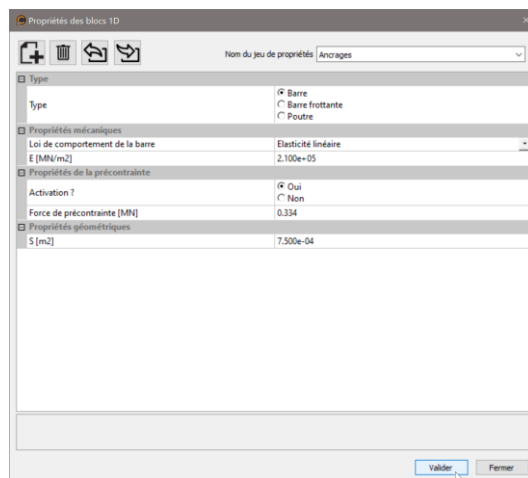 Propriétés des blocs 1D
Nom du jeu de propriétés Ancrages
Type
Type
Barre
Barre frottante
Poutre
Propriétés mécaniques
Loi de comportement de la barre Elasticité linéaire
E [MN/m2] 2.100e+05
Propriétés de la précontrainte
Activation ?
Oui
Non
Force de précontrainte [MN] 0.334
Propriétés géométriques
S [m2] 7.500e-04
Valider Fermer